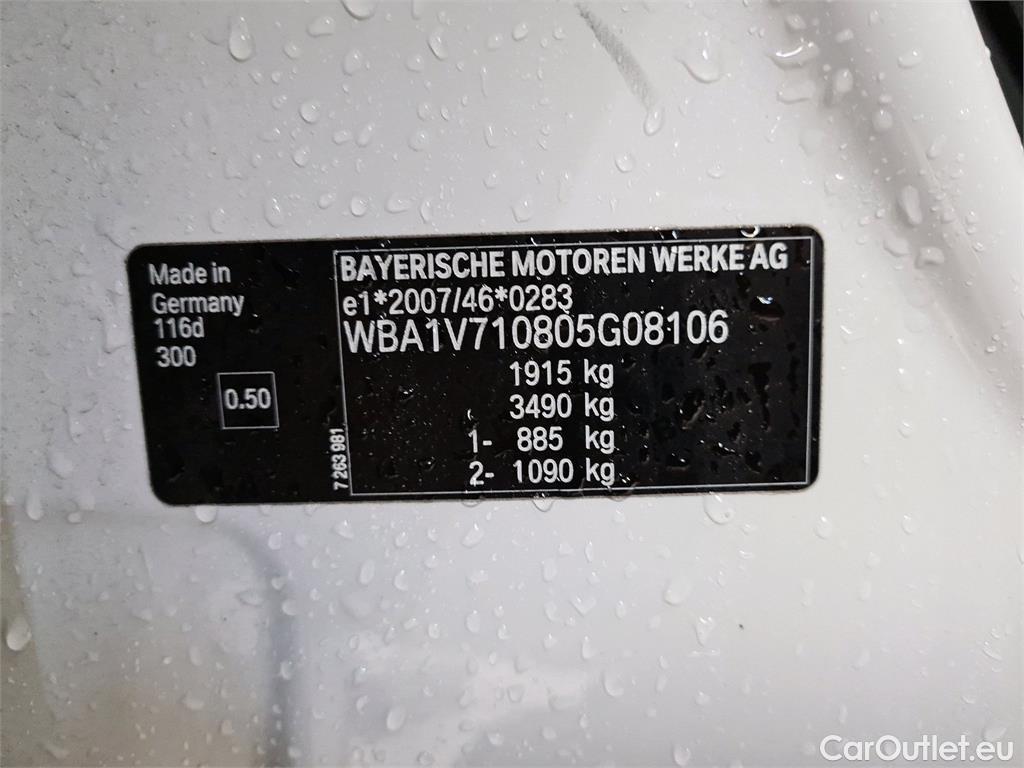 Made in
Germany
116d
300
0.50
7 263 981
BAYERISCHE MOTOREN WERKE AG
e1*2007/46*0283
WBA1V710805G08106
1915 kg
3490 kg
1- 885 kg
2- 1090 kg
CarOutlet.eu